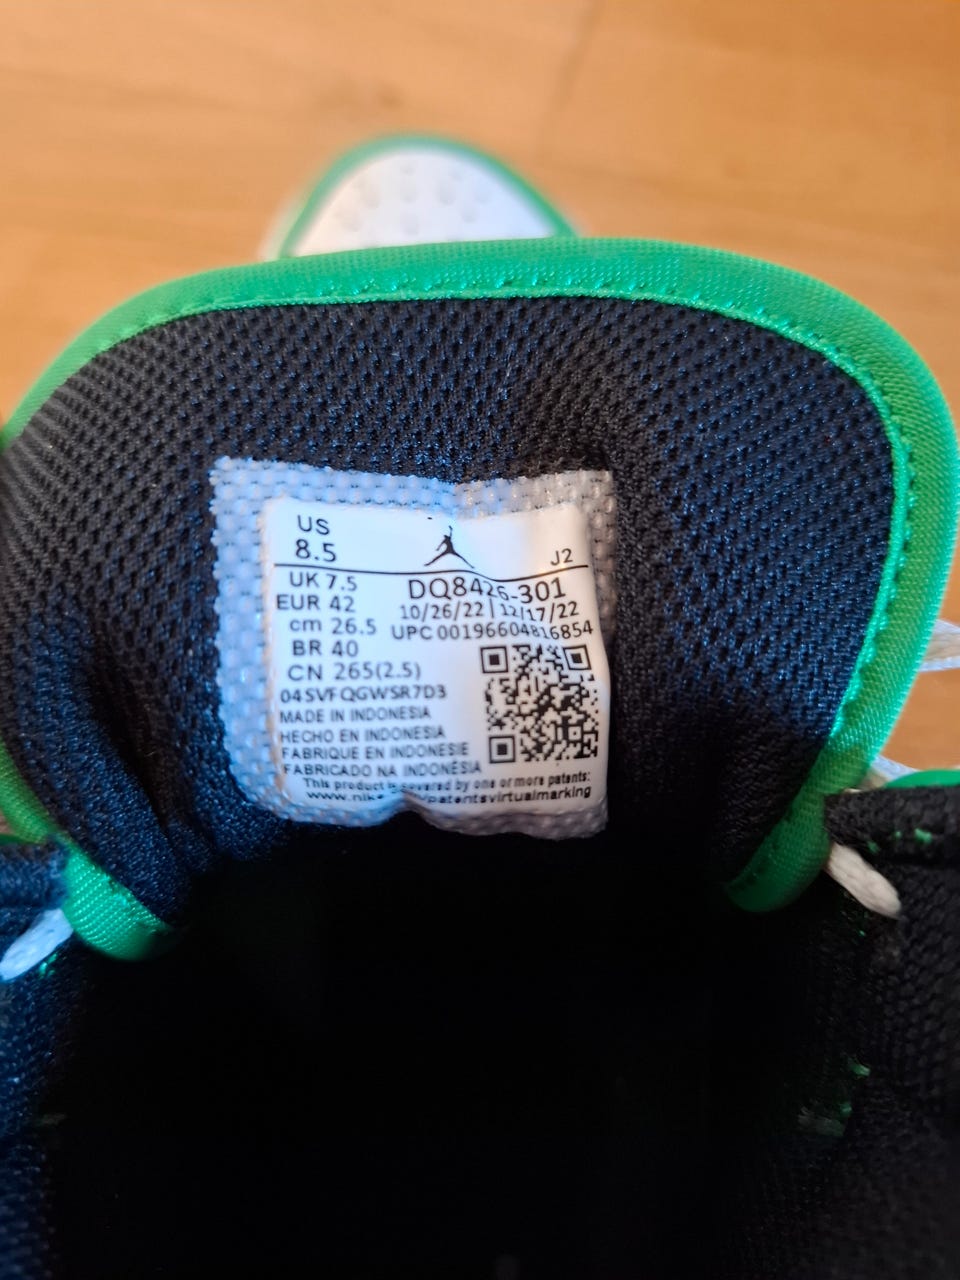 US
8.5
J2
UK 7.5
DQ8426-301
EUR 42
10/26/22 | 12/17/22
cm 26.5
UPC 00196604816854
BR 40
CN 265(2.5)
04SVFQGWSR7D3
MADE IN INDONESIA
HECHO EN INDONESIA
FABRIQUE EN INDONESIE
FABRICADO NA INDONÉSIA
This product is covered by one or more patents: